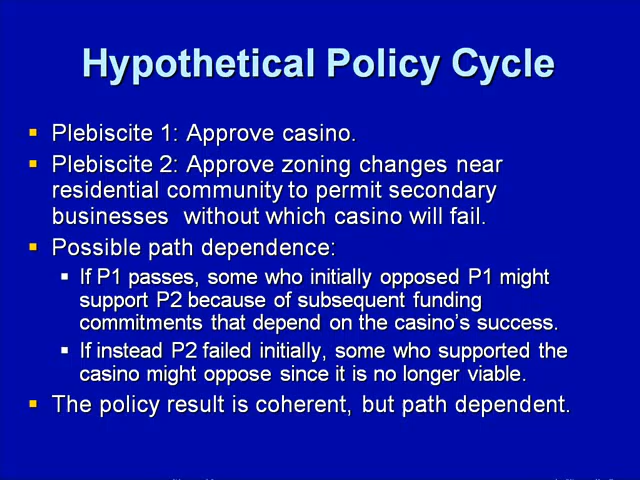 Hypothetical Policy Cycle
Plebiscite 1: Approve casino.
Plebiscite 2: Approve zoning changes near
residential community to permit secondary
businesses without which casino will fail.
Possible path dependence:
If P1 passes, some who initially opposed P1 might
support P2 because of subsequent funding
commitments that depend on the casino's success.
If instead P2 failed initially, some who supported the
casino might oppose since it is no longer viable.
The policy result is coherent, but path dependent.